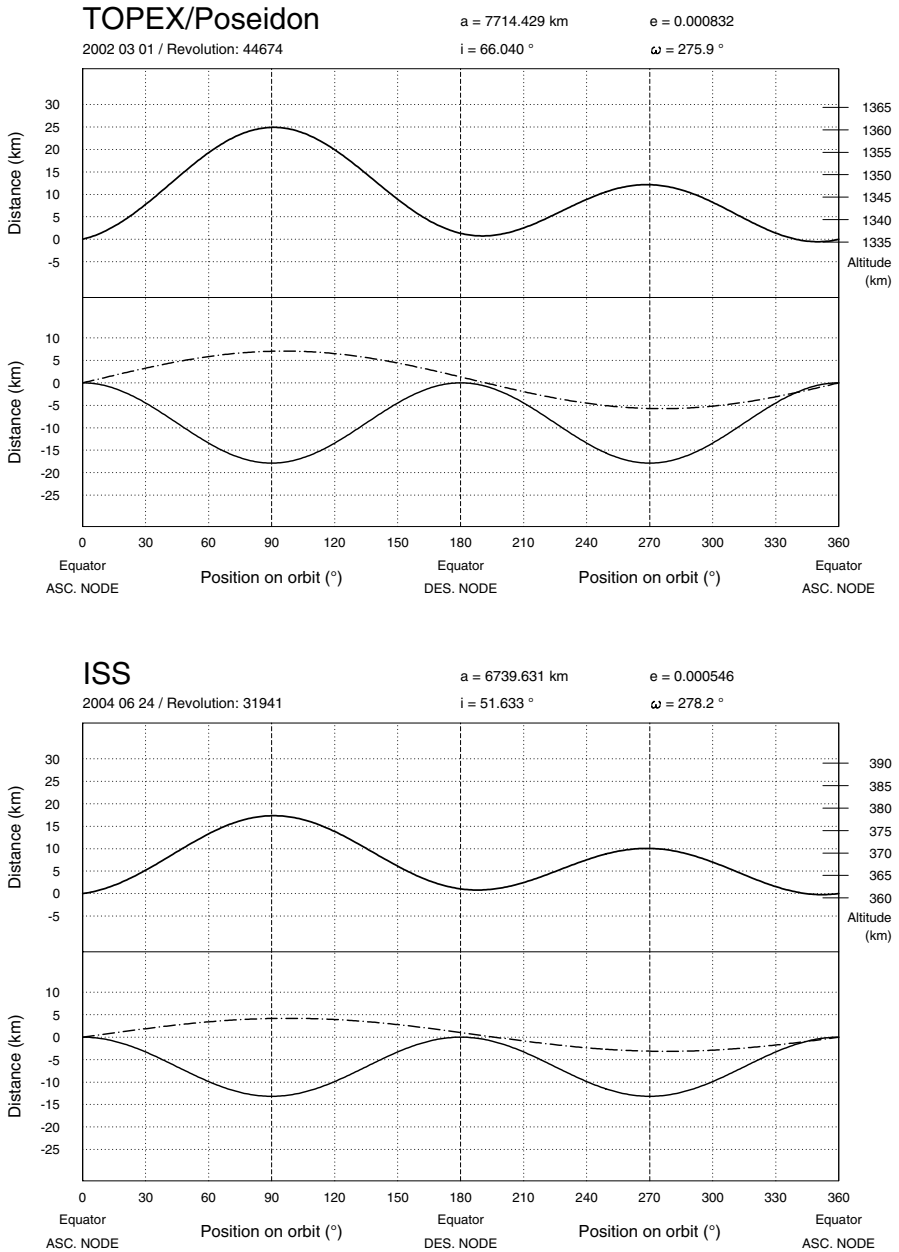 TOPEX/Poseidon
a = 7714.429 km e = 0.000832
2002 03 01 / Revolution: 44674 i = 66.040 ° ω = 275.9 °
30
25
20
15
10
5
0
-5
Distance (km)
1365
1360
1355
1350
1345
1340
1335
Altitude
(km)
10
5
0
-5
-10
-15
-20
-25
Distance (km)
0 30 60 90 120 150 180 210 240 270 300 330 360
Equator Equator Equator
ASC. NODE Position on orbit (°) DES. NODE Position on orbit (°) ASC. NODE
ISS
a = 6739.631 km e = 0.000546
2004 06 24 / Revolution: 31941 i = 51.633 ° ω = 278.2 °
30
25
20
15
10
5
0
-5
Distance (km)
390
385
380
375
370
365
360
Altitude
(km)
10
5
0
-5
-10
-15
-20
-25
Distance (km)
0 30 60 90 120 150 180 210 240 270 300 330 360
Equator Equator Equator
ASC. NODE Position on orbit (°) DES. NODE Position on orbit (°) ASC. NODE